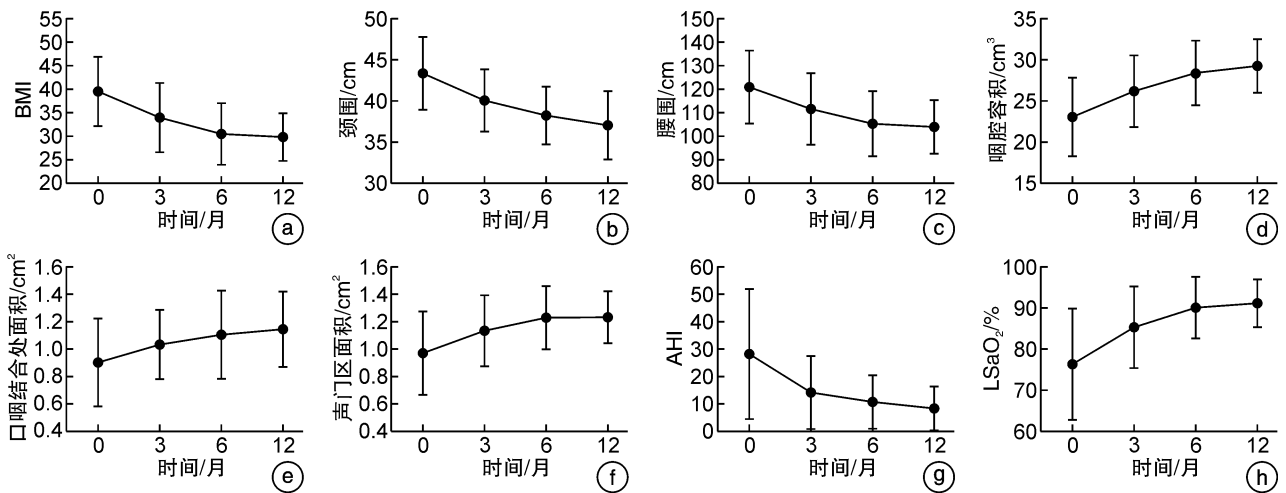 BMI
55
50
45
40
35
30
25
20
0 3 6 12
时间/月
a
颈围/cm
50
45
40
35
30
0 3 6 12
时间/月
b
腰围/cm
150
140
130
120
110
100
90
80
0 3 6 12
时间/月
c
咽腔容积/cm³
35
30
25
20
15
0 3 6 12
时间/月
d
口咽结合处面积/cm²
1.6
1.4
1.2
1.0
0.8
0.6
0.4
0 3 6 12
时间/月
e
声门区面积/cm²
1.6
1.4
1.2
1.0
0.8
0.6
0.4
0 3 6 12
时间/月
f
AHI
60
50
40
30
20
10
0
0 3 6 12
时间/月
g
LSaO₂/%
100
90
80
70
60
0 3 6 12
时间/月
h